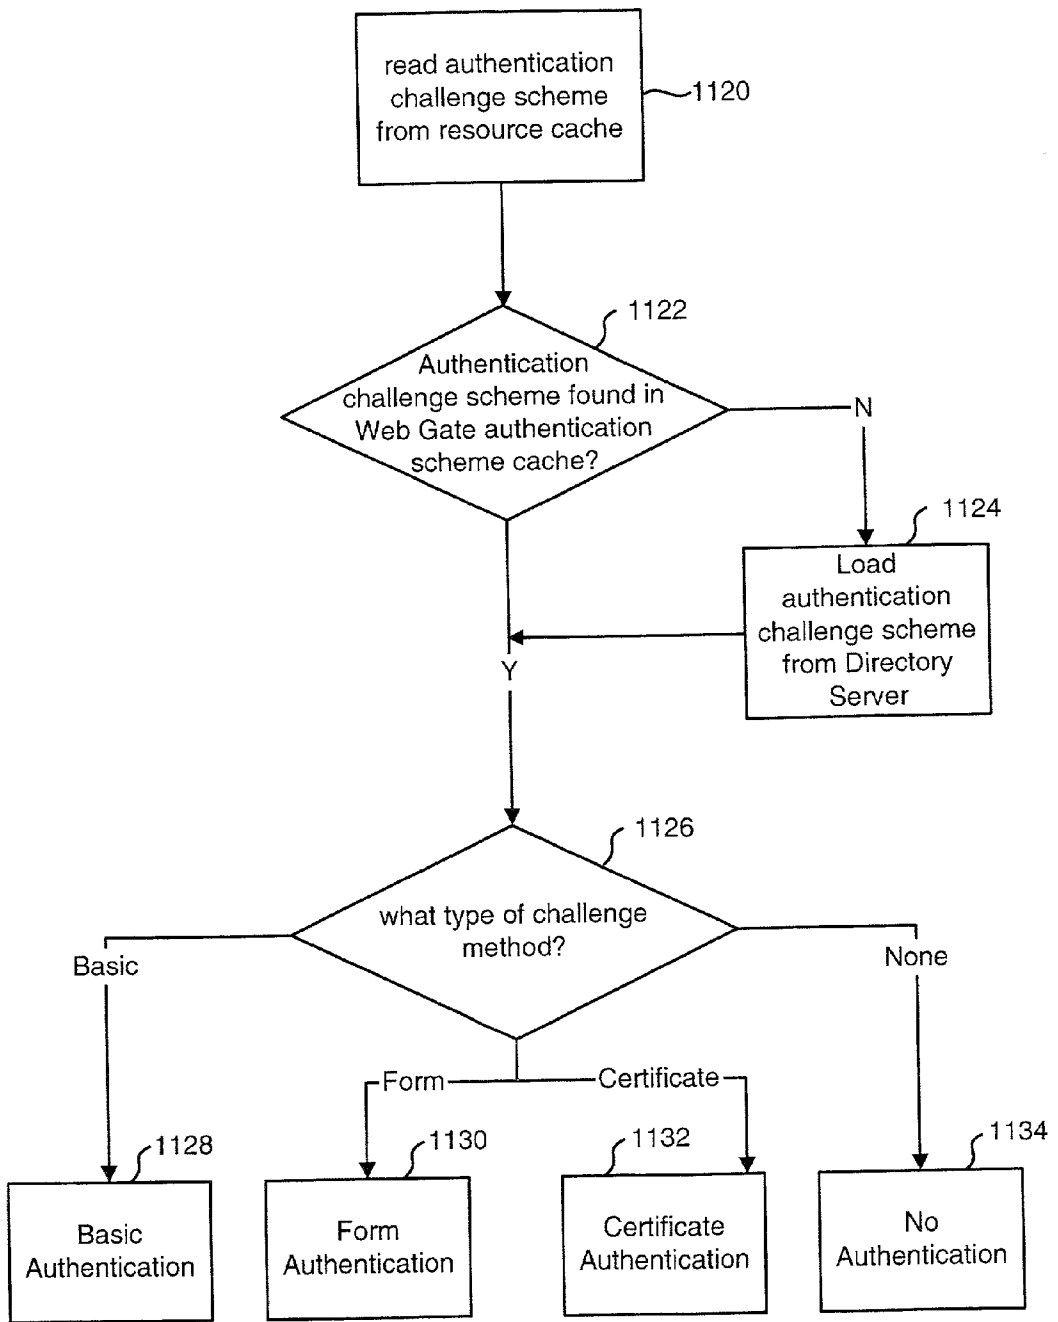 read authentication
challenge scheme
from resource cache
1120
1122
Authentication
challenge scheme found in
Web Gate authentication
scheme cache?
N
1124
Load
authentication
challenge scheme
from Directory
Server
Y
1126
what type of challenge
method?
Basic
None
Form
Certificate
1128
1130
1132
1134
Basic
Authentication
Form
Authentication
Certificate
Authentication
No
Authentication